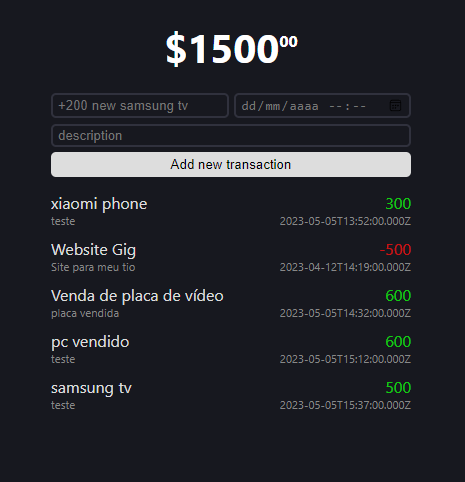 $150000
+200 new samsung tv dd/mm/aaaa --:--
description
Add new transaction
xiaomi phone 300
teste 2023-05-05T13:52:00.000Z
Website Gig -500
Site para meu tio 2023-04-12T14:19:00.000Z
Venda de placa de vídeo 600
placa vendida 2023-05-05T14:32:00.000Z
pc vendido 600
teste 2023-05-05T15:12:00.000Z
samsung tv 500
teste 2023-05-05T15:37:00.000Z